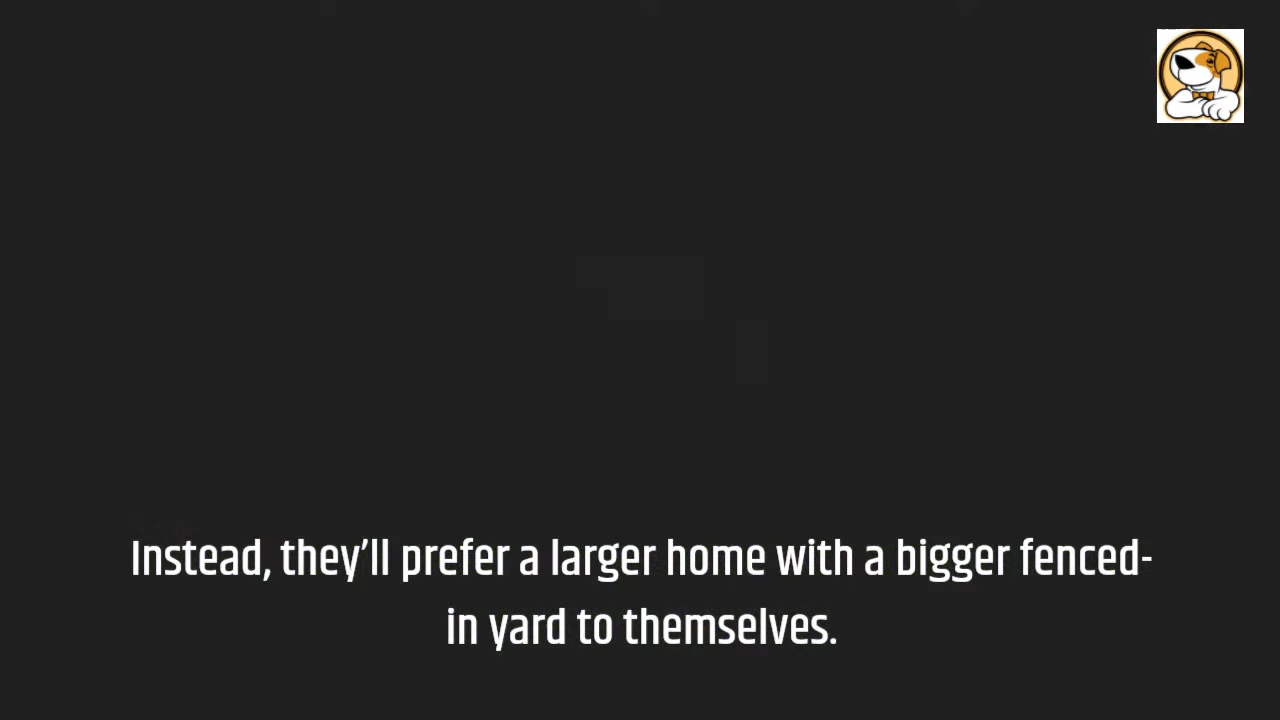 Instead, they’ll prefer a larger home with a bigger fenced-
in yard to themselves.